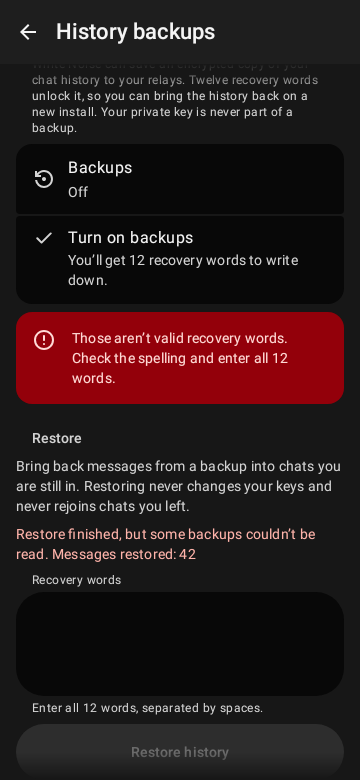 History backups
chat history to your relays. Twelve recovery words
unlock it, so you can bring the history back on a
new install. Your private key is never part of a
backup.
Backups
Off
Turn on backups
You’ll get 12 recovery words to write
down.
Those aren’t valid recovery words.
Check the spelling and enter all 12
words.
Restore
Bring back messages from a backup into chats you
are still in. Restoring never changes your keys and
never rejoins chats you left.
Restore finished, but some backups couldn’t be
read. Messages restored: 42
Recovery words
Enter all 12 words, separated by spaces.
Restore history